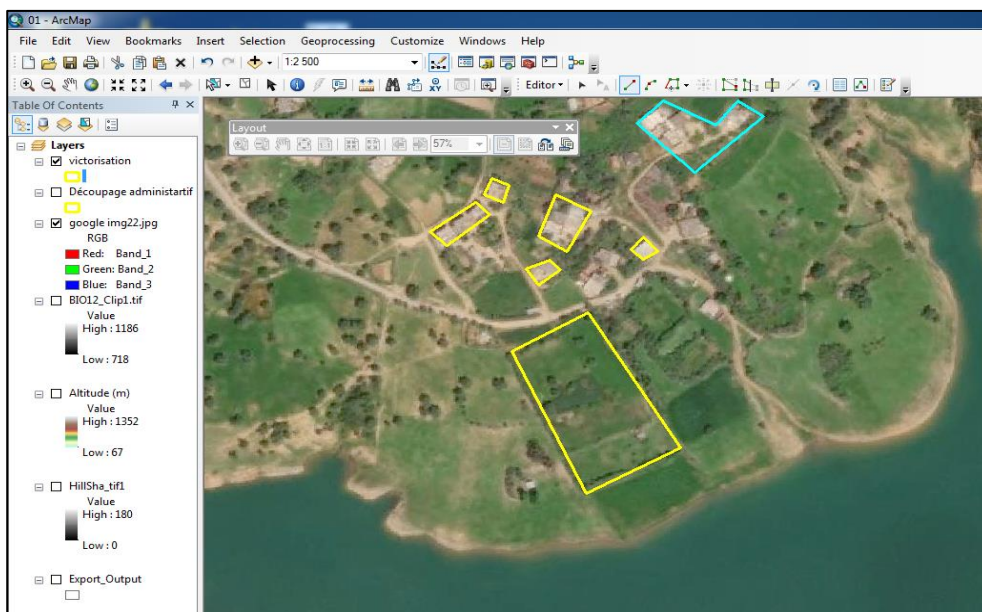 01 - ArcMap
File Edit View Bookmarks Insert Selection Geoprocessing Customize Windows Help
1:2 500
Editor
Table Of Contents
Layout
57%
Layers
victorisation
Découpage administartif
google img22.jpg
RGB
Red: Band_1
Green: Band_2
Blue: Band_3
BIO12_Clip1.tif
Value
High : 1186
Low : 718
Altitude (m)
Value
High : 1352
Low : 67
HillSha_tif1
Value
High : 180
Low : 0
Export_Output